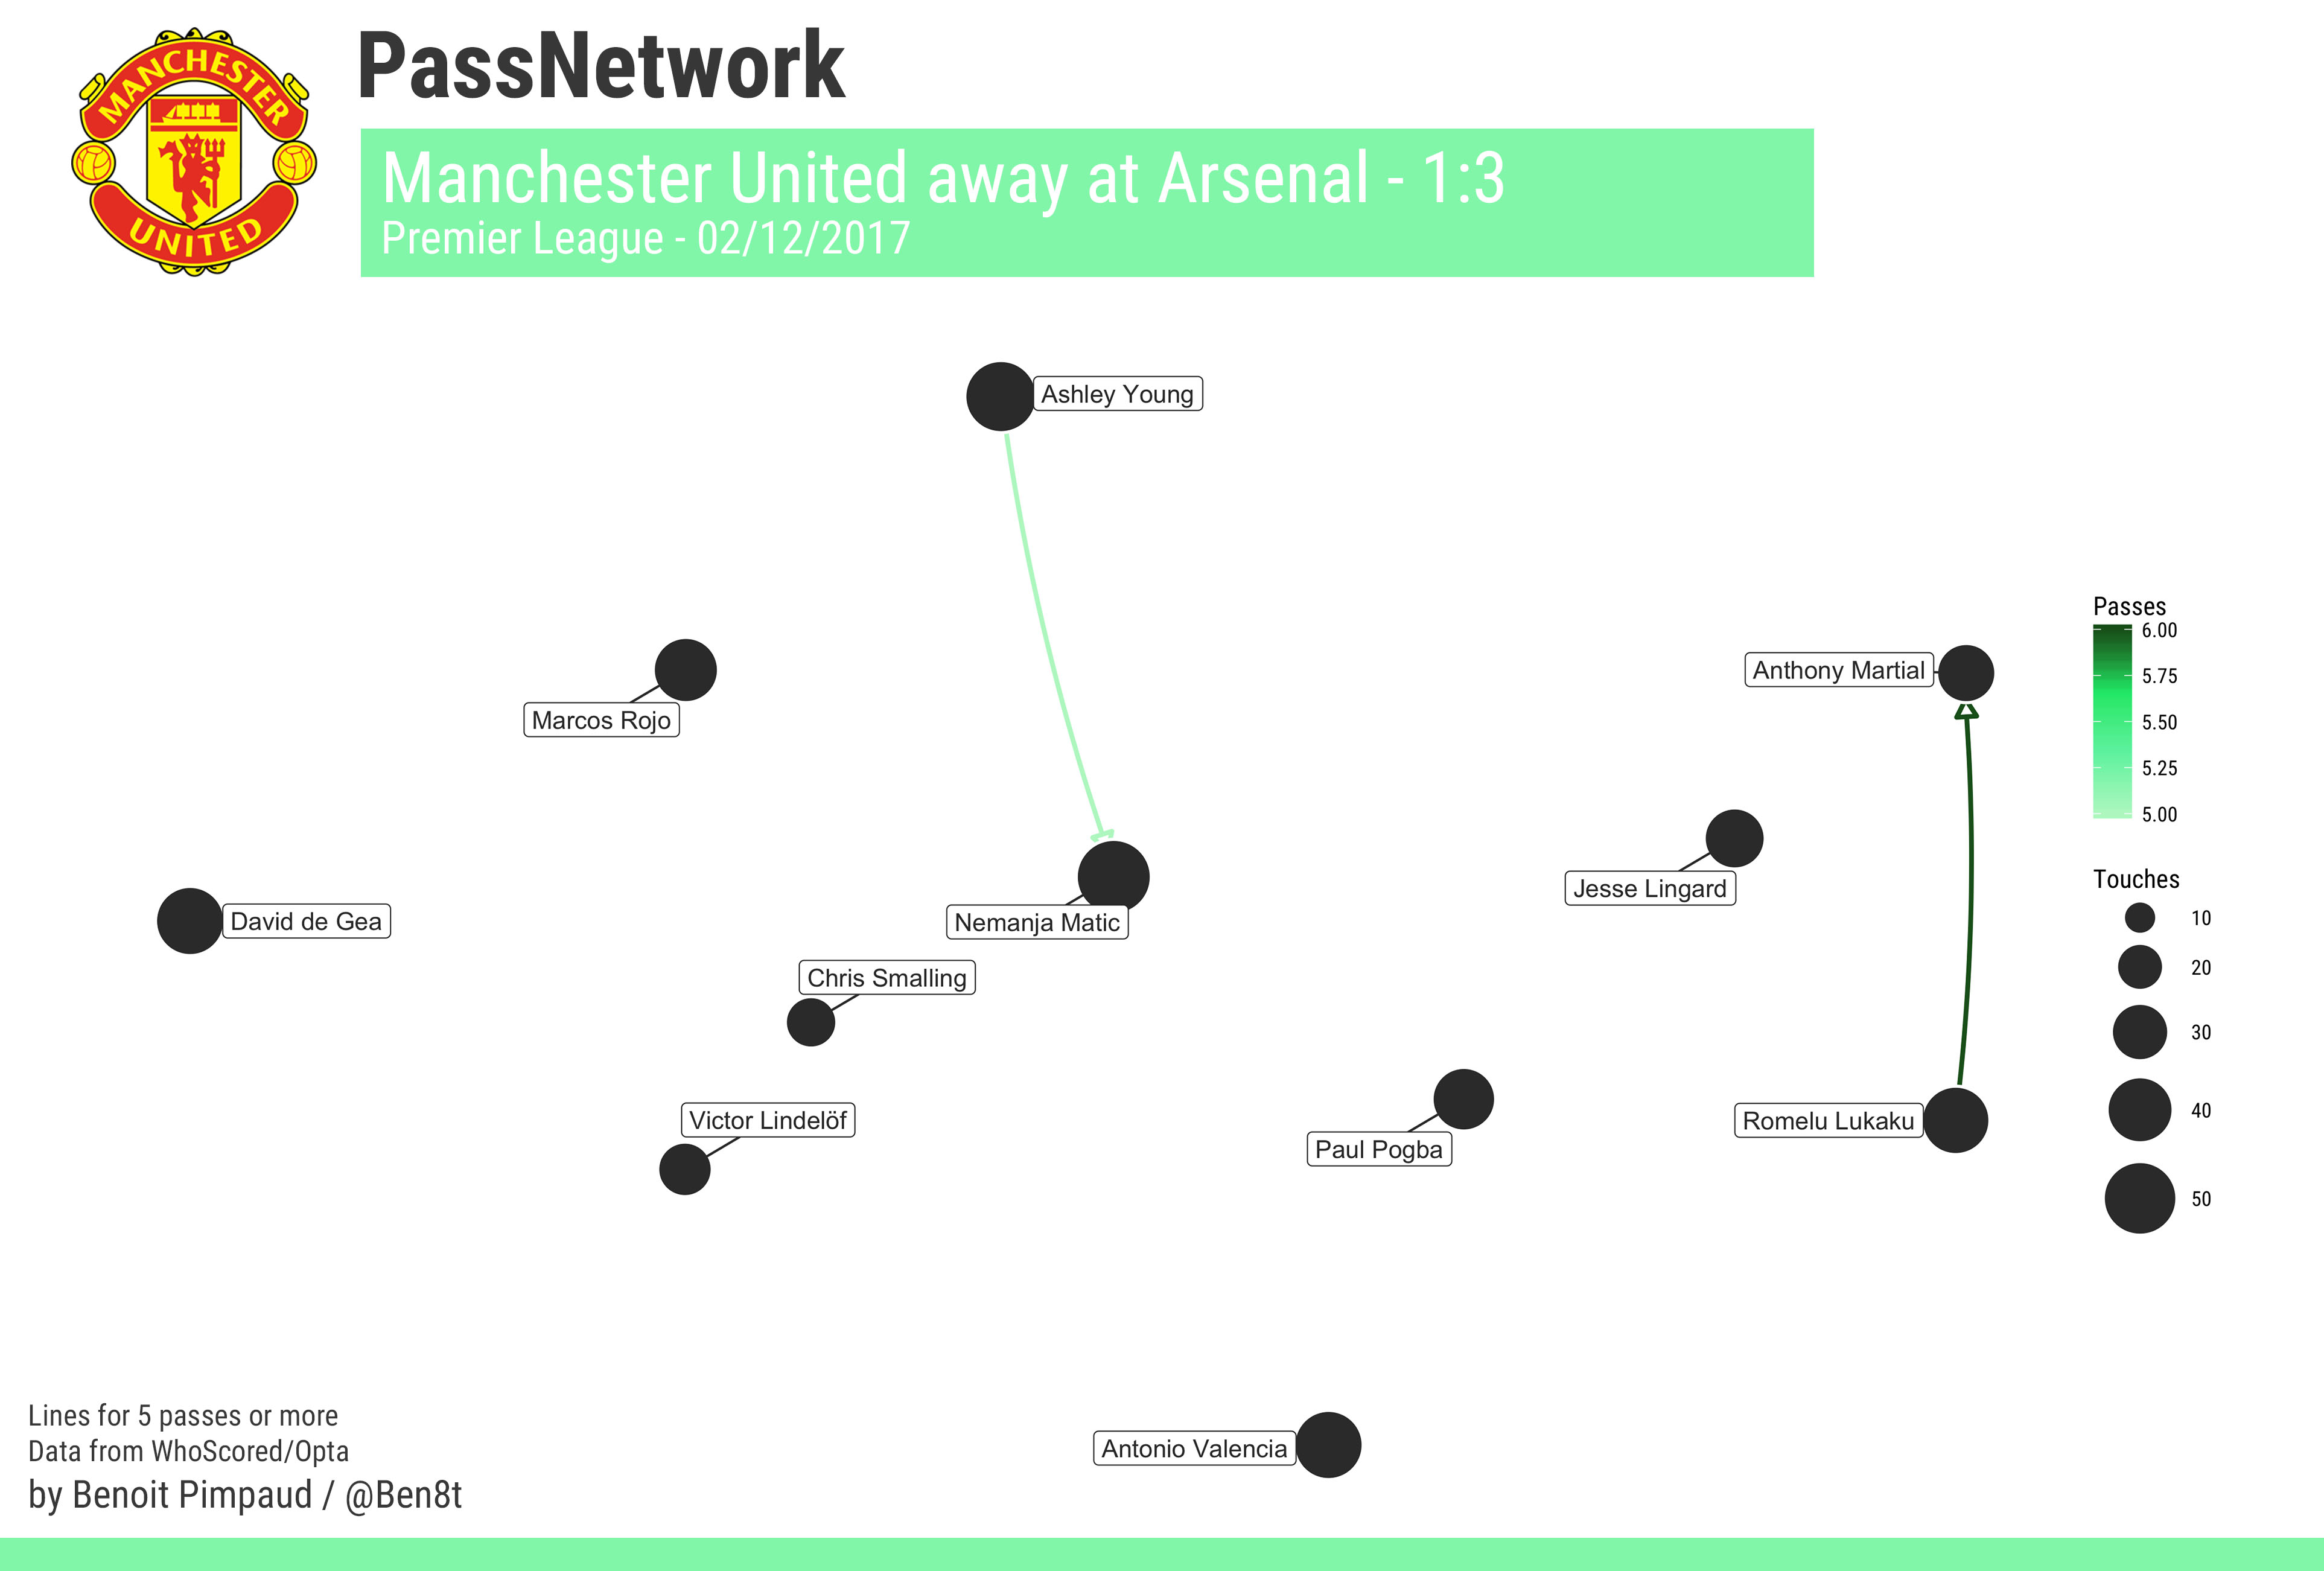 MANCHESTER
UNITED
PassNetwork
Manchester United away at Arsenal - 1:3
Premier League - 02/12/2017
Ashley Young
Marcos Rojo
Anthony Martial
Jesse Lingard
David de Gea
Nemanja Matic
Chris Smalling
Victor Lindelöf
Paul Pogba
Romelu Lukaku
Antonio Valencia
Passes
6.00
5.75
5.50
5.25
5.00
Touches
10
20
30
40
50
Lines for 5 passes or more
Data from WhoScored/Opta
by Benoit Pimpaud / @Ben8t